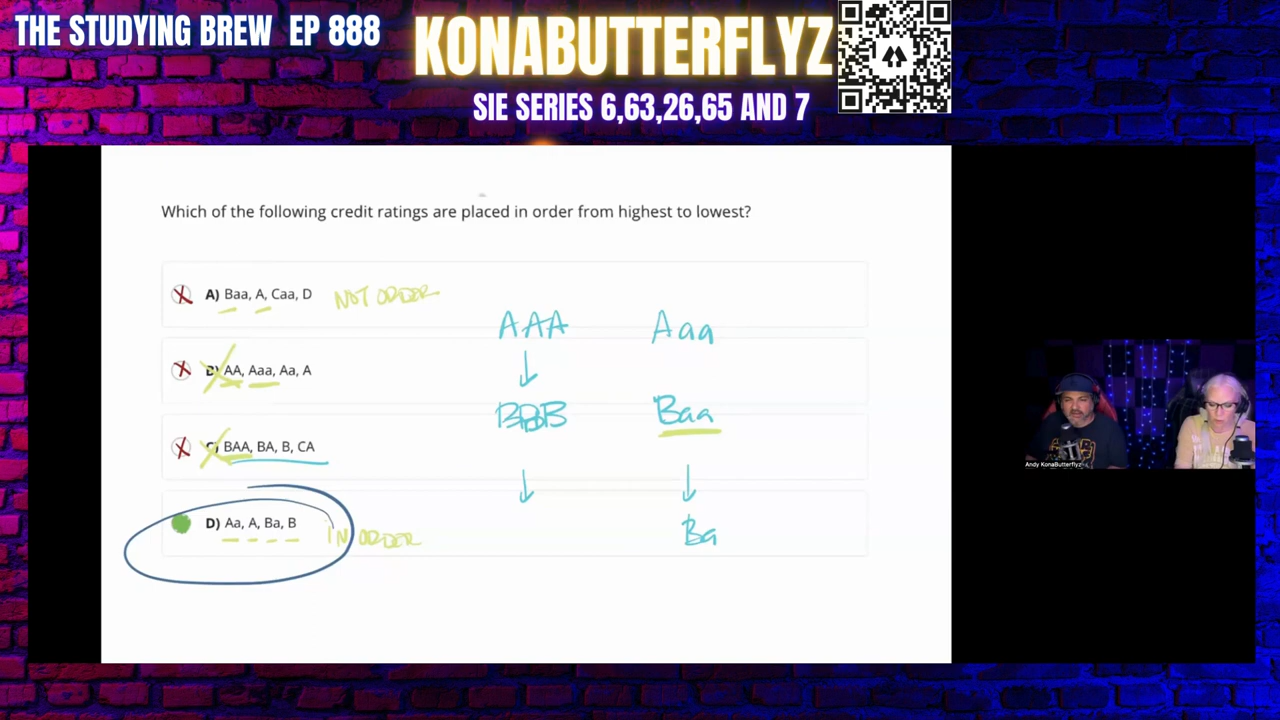 THE STUDYING BREW EP 888
KONABUTTERFLYZ
SIE SERIES 6,63,26,65 AND 7
Which of the following credit ratings are placed in order from highest to lowest?
A) Baa, A, Caa, D NOT ORDER
AAA Aaa
B) AA, Aaa, Aa, A
BBB Baa
C) BAA, BA, B, CA
D) Aa, A, Ba, B IN ORDER
Ba
Andy KonaButterflyz